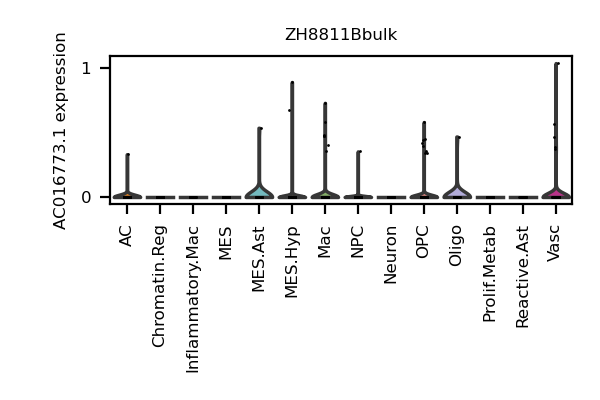 ZH8811Bbulk
AC016773.1 expression
1
0
AC
Chromatin.Reg
Inflammatory.Mac
MES
MES.Ast
MES.Hyp
Mac
NPC
Neuron
OPC
Oligo
Prolif.Metab
Reactive.Ast
Vasc